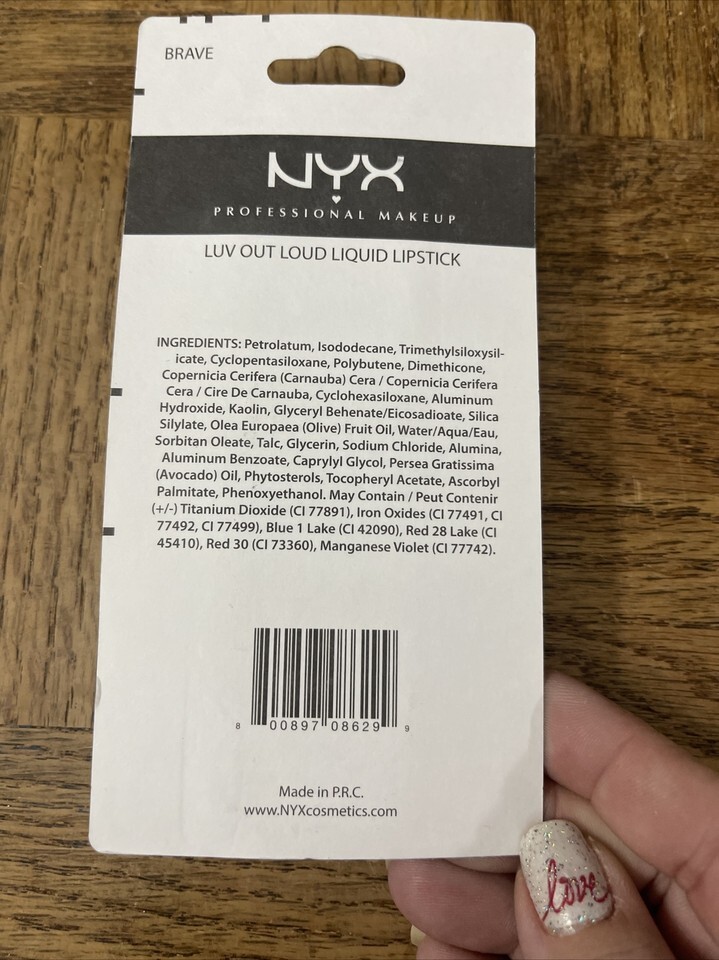 BRAVE
NYX
PROFESSIONAL MAKEUP
LUV OUT LOUD LIQUID LIPSTICK
INGREDIENTS: Petrolatum, Isododecane, Trimethylsiloxysil-
icate, Cyclopentasiloxane, Polybutene, Dimethicone,
Copernicia Cerifera (Carnauba) Cera / Copernicia Cerifera
Cera / Cire De Carnauba, Cyclohexasiloxane, Aluminum
Hydroxide, Kaolin, Glyceryl Behenate/Eicosadioate, Silica
Silylate, Olea Europaea (Olive) Fruit Oil, Water/Aqua/Eau,
Sorbitan Oleate, Talc, Glycerin, Sodium Chloride, Alumina,
Aluminum Benzoate, Caprylyl Glycol, Persea Gratissima
(Avocado) Oil, Phytosterols, Tocopheryl Acetate, Ascorbyl
Palmitate, Phenoxyethanol. May Contain / Peut Contenir
(+/-) Titanium Dioxide (CI 77891), Iron Oxides (CI 77491, CI
77492, CI 77499), Blue 1 Lake (CI 42090), Red 28 Lake (CI
45410), Red 30 (CI 73360), Manganese Violet (CI 77742).
8 00897 08629 9
Made in P.R.C.
www.NYXcosmetics.com
love